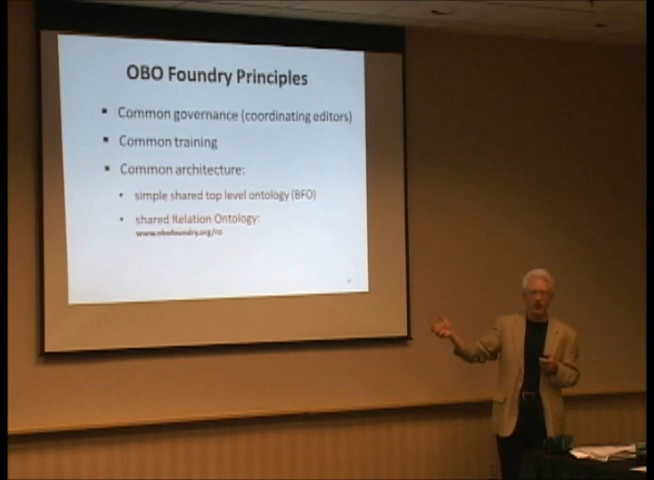 OBO Foundry Principles
Common governance (coordinating editors)
Common training
Common architecture:
simple shared top level ontology (BFO)
shared Relation Ontology:
www.obofoundry.org/ro